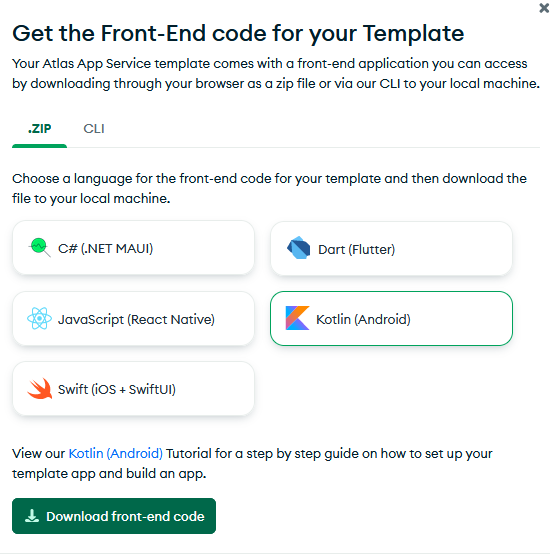 Get the Front-End code for your Template
Your Atlas App Service template comes with a front-end application you can access
by downloading through your browser as a zip file or via our CLI to your local machine.
.ZIP
CLI
Choose a language for the front-end code for your template and then download the
file to your local machine.
C# (.NET MAUI)
Dart (Flutter)
JavaScript (React Native)
Kotlin (Android)
Swift (iOS + SwiftUI)
View our Kotlin (Android) Tutorial for a step by step guide on how to set up your
template app and build an app.
Download front-end code